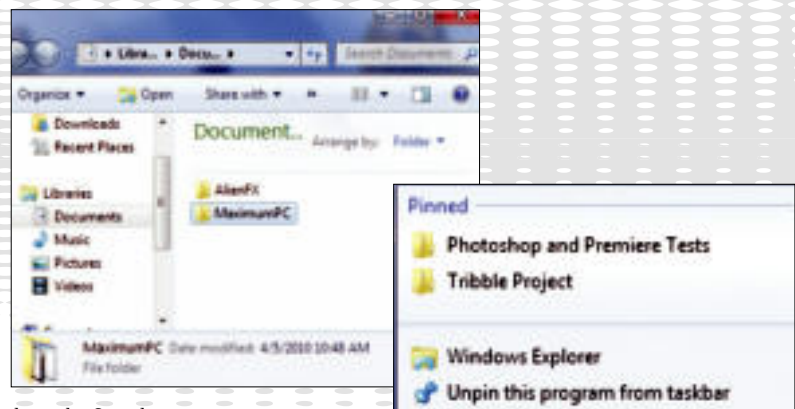 Libra... Docu...
Search Documents
Organize Open Share with »
Downloads
Recent Places
Document... Arrange by: Folder
Libraries
Documents
Music
Pictures
Videos
AlienFX
MaximumPC
MaximumPC Date modified: 4/5/2010 10:48 AM
File folder
Pinned
Photoshop and Premiere Tests
Tribble Project
Windows Explorer
Unpin this program from taskbar